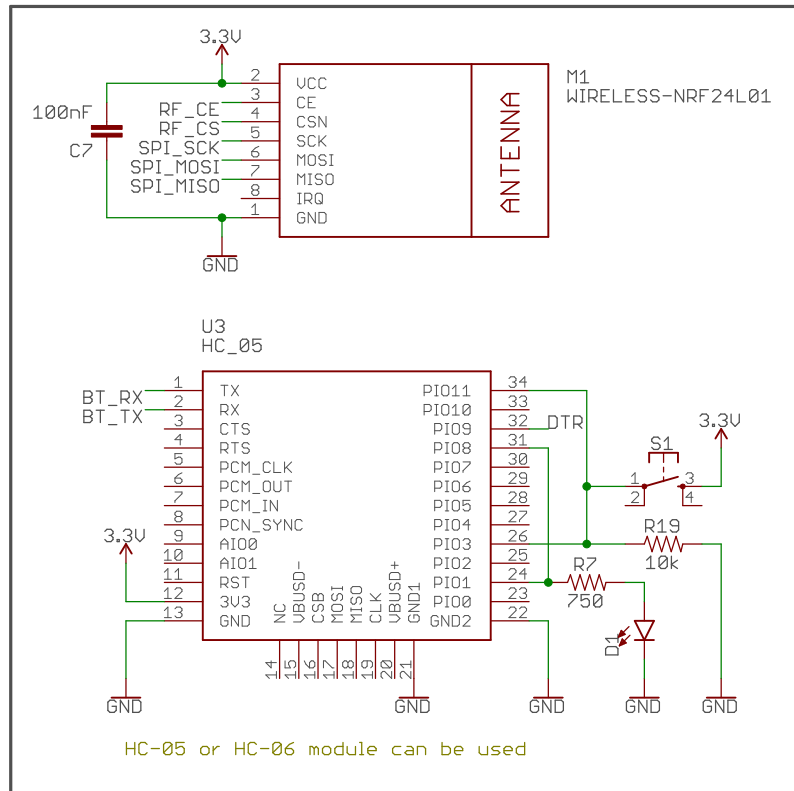 3.3V
M1
WIRELESS-NRF24L01
100nF
C7
RF_CE
RF_CS
SPI_SCK
SPI_MOSI
SPI_MISO
2 VCC
3 CE
4 CSN
5 SCK
6 MOSI
7 MISO
8 IRQ
1 GND
ANTENNA
GND
U3
HC_05
BT_RX
BT_TX
1 TX
2 RX
3 CTS
4 RTS
5 PCM_CLK
6 PCM_OUT
7 PCM_IN
8 PCN_SYNC
9 AIO0
10 AIO1
11 RST
12 3V3
13 GND
3.3V
PIO11 34
PIO10 33
PIO9 32
PIO8 31
PIO7 30
PIO6 29
PIO5 28
PIO4 27
PIO3 26
PIO2 25
PIO1 24
PIO0 23
GND2 22
DTR
NC 14
VBUSD- 15
CSB 16
MOSI 17
MISO 18
CLK 19
VBUSD+ 20
GND1 21
3.3V
S1
1 3
2 4
R19
10k
R7
750
D1
GND
GND
GND
GND
GND
HC-05 or HC-06 module can be used